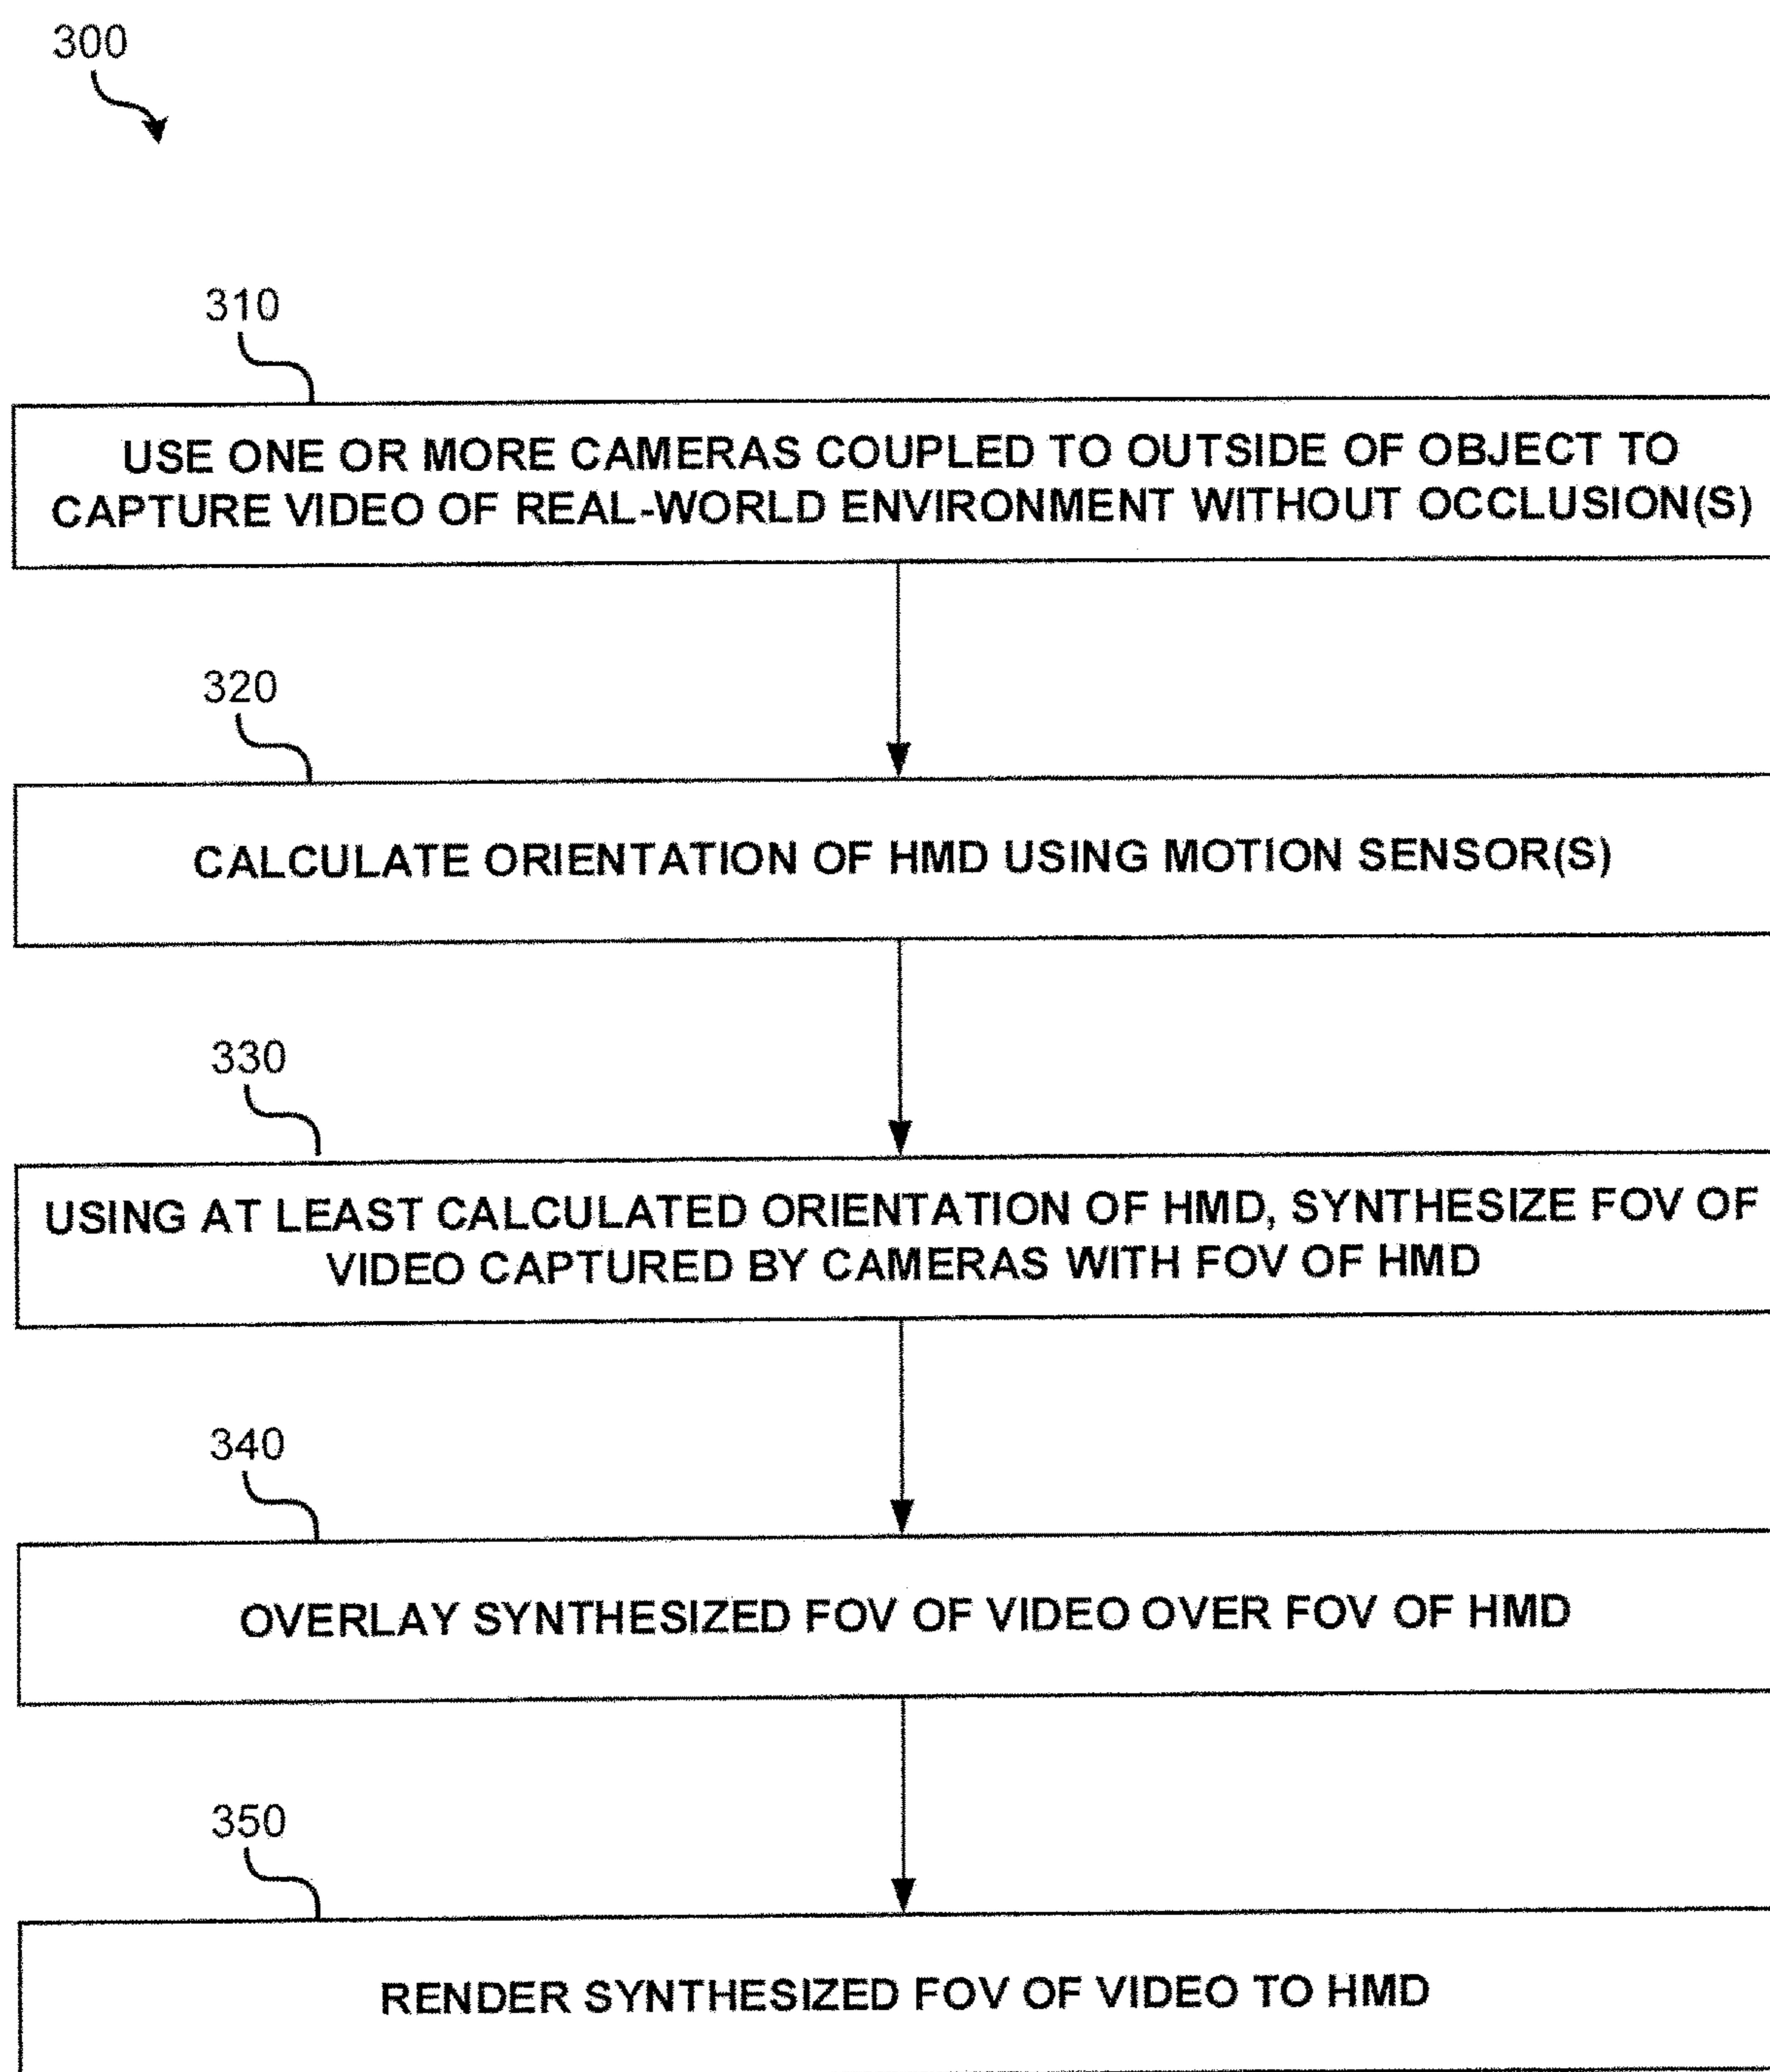 300
310
USE ONE OR MORE CAMERAS COUPLED TO OUTSIDE OF OBJECT TO
CAPTURE VIDEO OF REAL-WORLD ENVIRONMENT WITHOUT OCCLUSION(S)
320
CALCULATE ORIENTATION OF HMD USING MOTION SENSOR(S)
330
USING AT LEAST CALCULATED ORIENTATION OF HMD, SYNTHESIZE FOV OF
VIDEO CAPTURED BY CAMERAS WITH FOV OF HMD
340
OVERLAY SYNTHESIZED FOV OF VIDEO OVER FOV OF HMD
350
RENDER SYNTHESIZED FOV OF VIDEO TO HMD